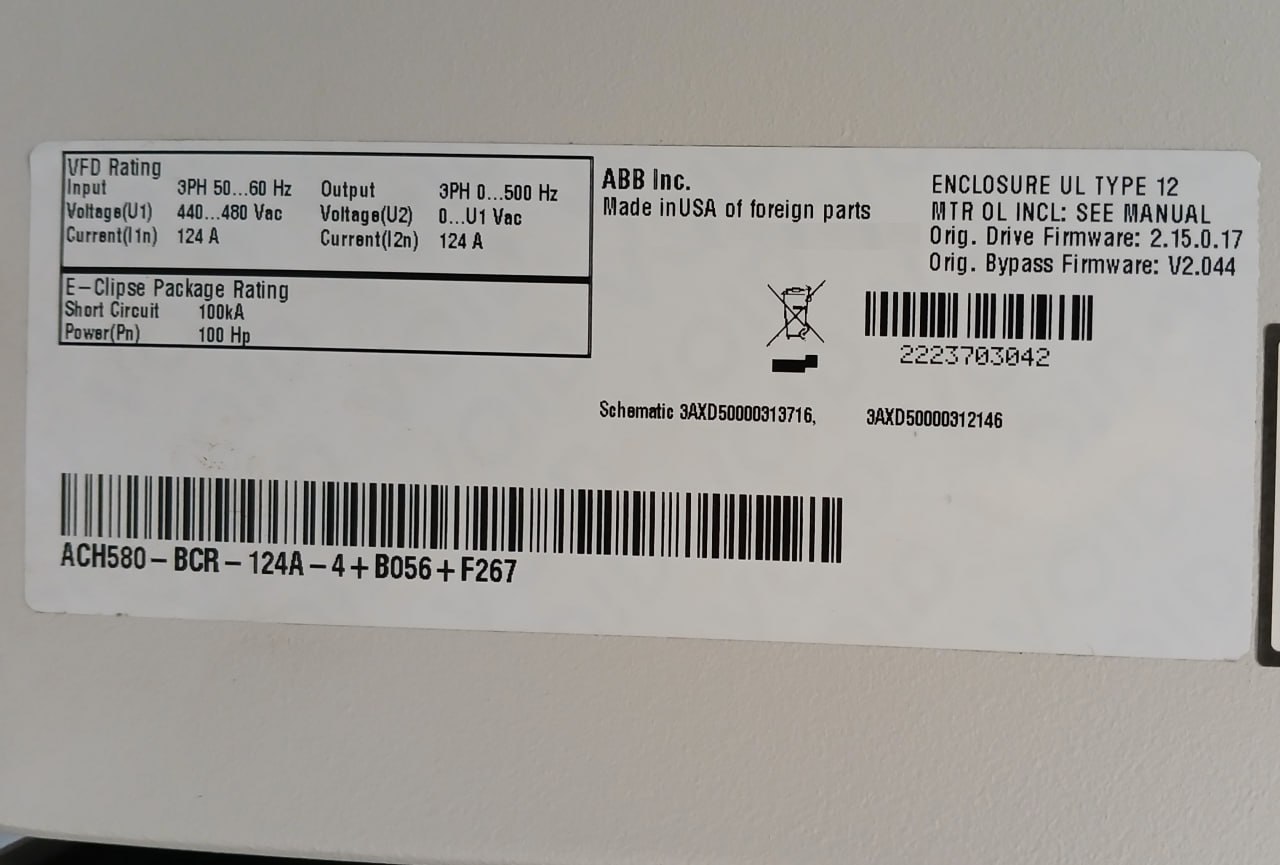 VFD Rating
Input 3PH 50...60 Hz Output 3PH 0...500 Hz
Voltage(U1) 440...480 Vac Voltage(U2) 0...U1 Vac
Current(I1n) 124 A Current(I2n) 124 A
E-Clipse Package Rating
Short Circuit 100kA
Power(Pn) 100 Hp
ABB Inc.
Made inUSA of foreign parts
ENCLOSURE UL TYPE 12
MTR OL INCL: SEE MANUAL
Orig. Drive Firmware: 2.15.0.17
Orig. Bypass Firmware: V2.044
2223703042
Schematic 3AXD50000313716, 3AXD50000312146
ACH580-BCR-124A-4+B056+F267